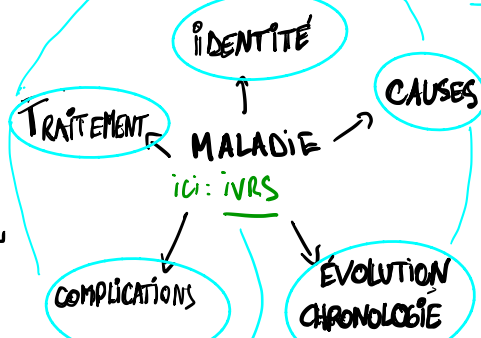 iDENTITÉ
CAUSES
TRAITEMENT
MALADIE
ici: iVRS
COMPLICATIONS
ÉVOLUTION
CHRONOLOGIE